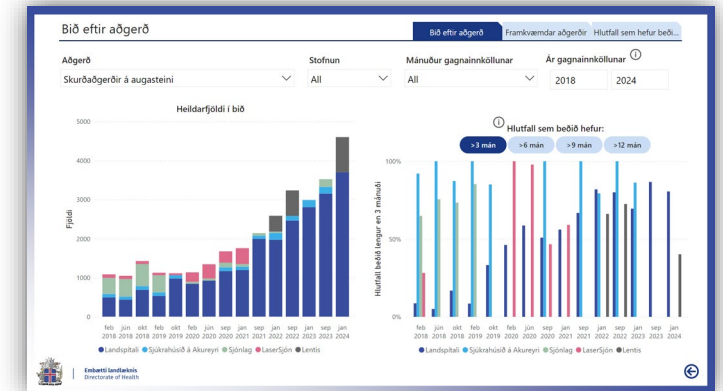 Bið eftir aðgerð
Bið eftir aðgerð Framkvæmdar aðgerðir Hlutfall sem hefur beði...
Aðgerð Stofnun Mánuður gagnainnköllunar Ár gagnainnköllunar
Skurðaðgerðir á augasteini All All 2018 2024
Heildarfjöldi í bið
Hlutfall sem beðið hefur:
>3 mán >6 mán >9 mán >12 mán
Fjöldi
5000
4000
3000
2000
1000
0
feb jún okt feb okt feb jún sep jan sep jan sep jan sep jan
2018 2018 2018 2019 2019 2020 2020 2020 2021 2021 2022 2022 2023 2023 2024
Landspítali Sjúkrahúsið á Akureyri Sjónlag LaserSjón Lentis
Hlutfall beðið lengur en 3 mánuði
100%
50%
0%
feb jún okt feb okt feb jún sep jan sep jan sep jan sep jan
2018 2018 2018 2019 2019 2020 2020 2020 2021 2021 2022 2022 2023 2023 2024
Landspítali Sjúkrahúsið á Akureyri Sjónlag LaserSjón Lentis
Embætti landlæknis
Directorate of Health